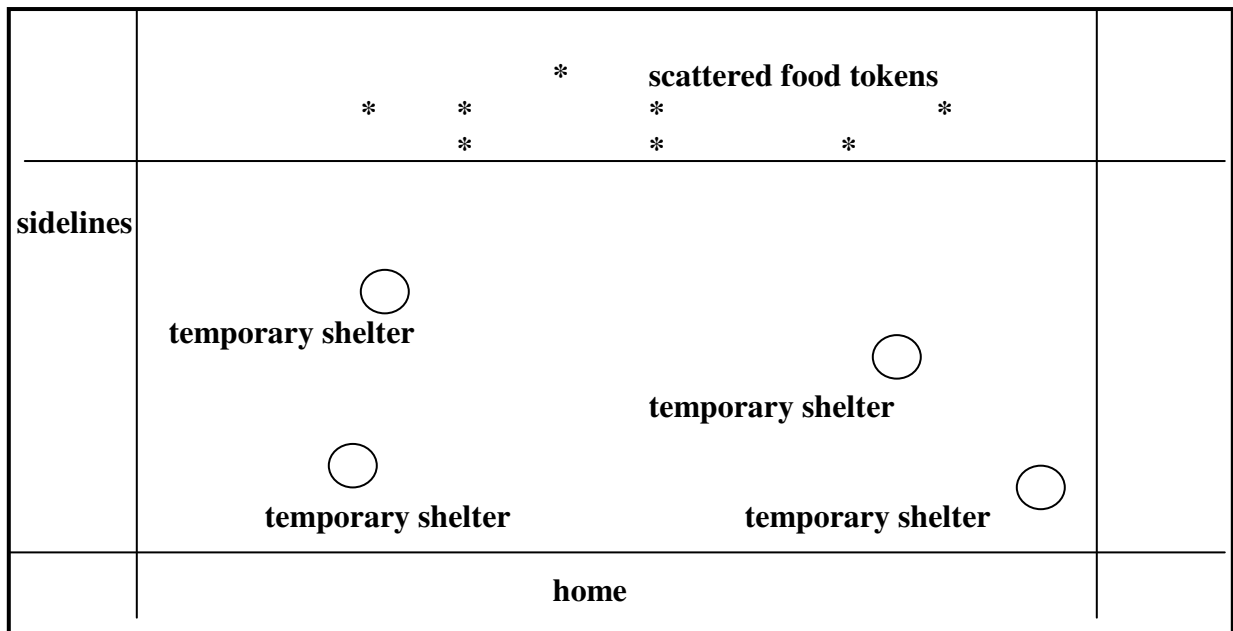 * scattered food tokens
* * * *
* * *
sidelines
temporary shelter
temporary shelter
temporary shelter temporary shelter
home